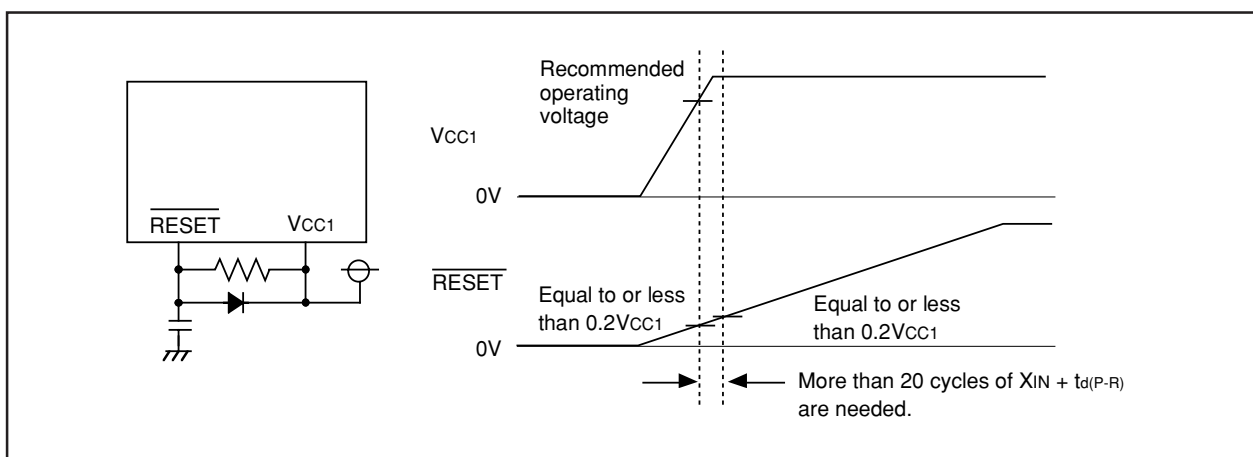 RESET
VCC1
Recommended
operating
voltage
VCC1
0V
RESET
0V
Equal to or less
than 0.2VCC1
Equal to or less
than 0.2VCC1
More than 20 cycles of XIN + td(P-R)
are needed.